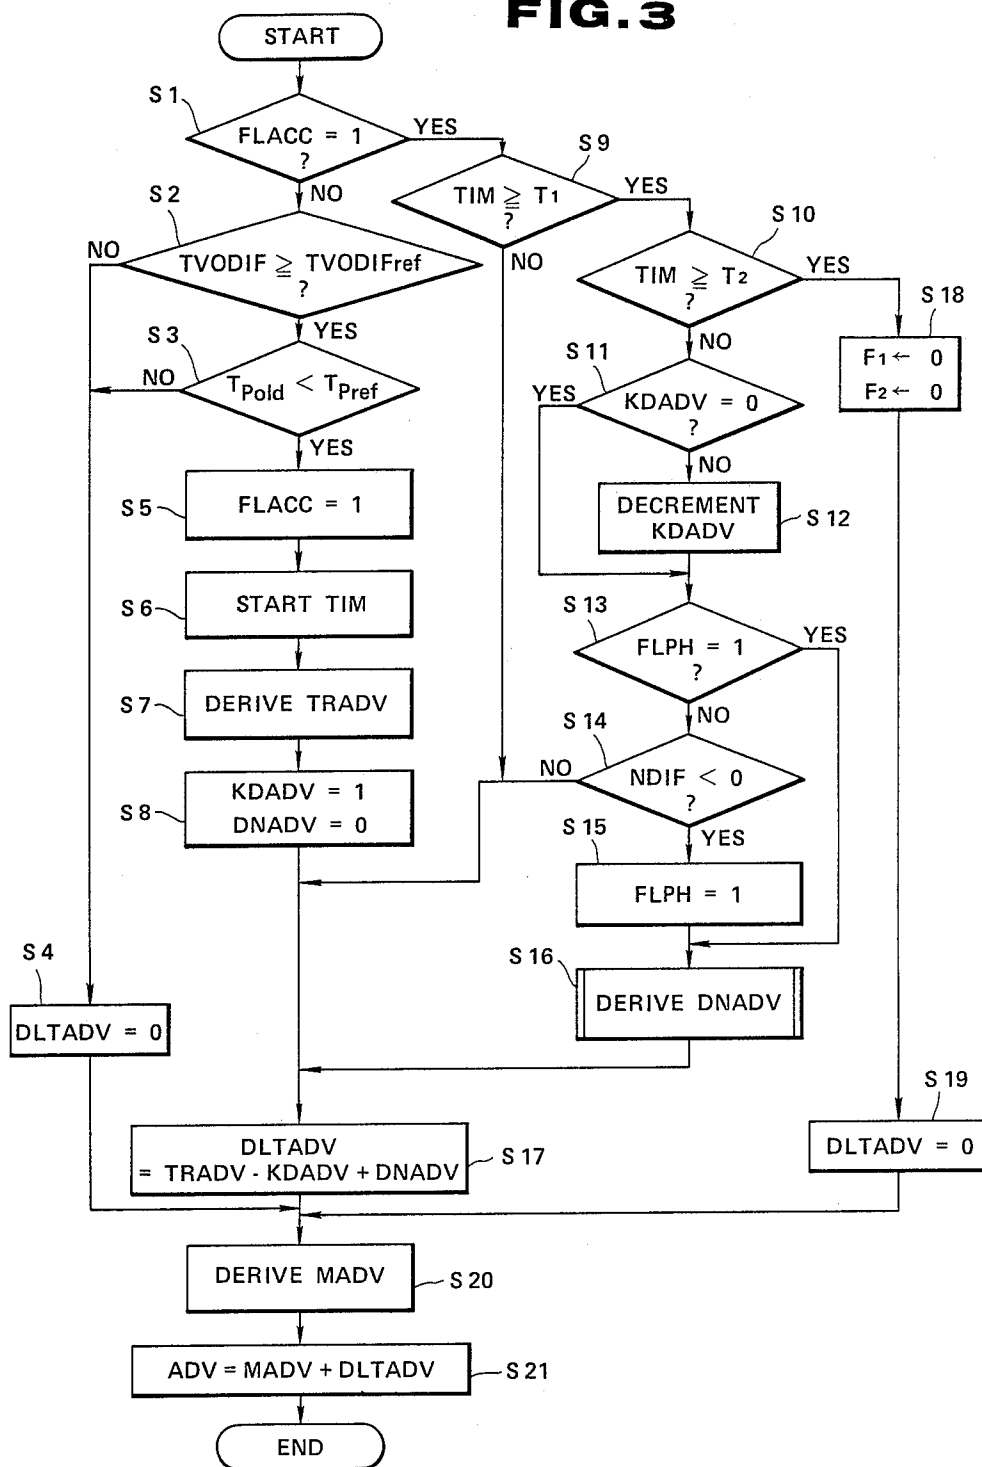 FIG.3
START
S1
FLACC = 1
?
YES
NO
S9
TIM ≧ T1
?
YES
NO
S2
NO
TVODIF ≧ TVODIFref
?
YES
S10
TIM ≧ T2
?
YES
NO
S18
F1← 0
F2← 0
S3
NO
TPold < TPref
YES
S11
YES
KDADV = 0
?
NO
S5
FLACC = 1
DECREMENT
KDADV
S12
S6
START TIM
S13
FLPH = 1
?
YES
NO
S7
DERIVE TRADV
S14
NO
NDIF < 0
?
YES
S8
KDADV = 1
DNADV = 0
S15
FLPH = 1
S4
DLTADV = 0
S16
DERIVE DNADV
S19
DLTADV = 0
DLTADV
= TRADV - KDADV + DNADV
S17
DERIVE MADV
S20
ADV = MADV + DLTADV
S21
END